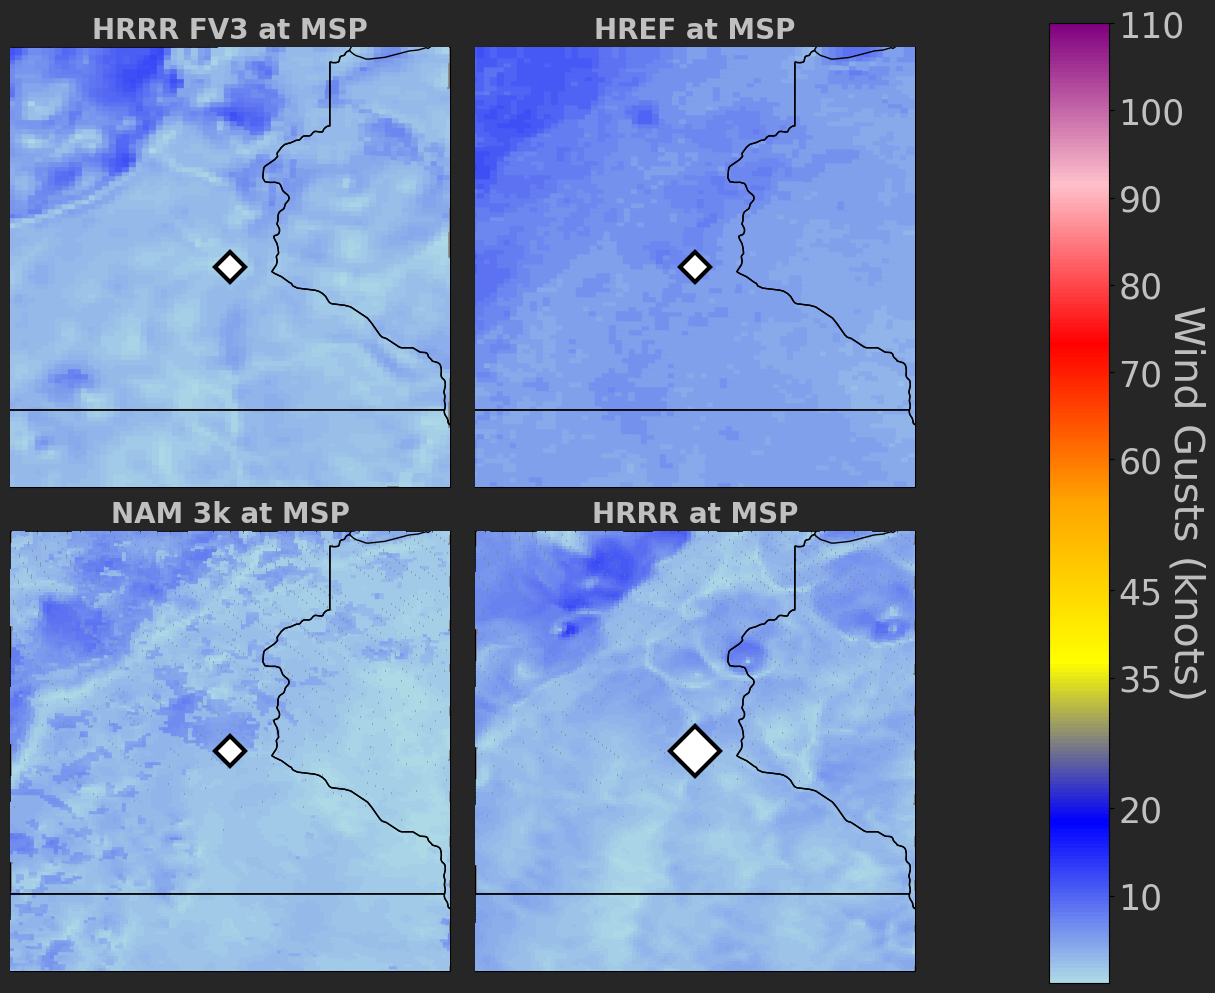 HRRR FV3 at MSP
HREF at MSP
NAM 3k at MSP
HRRR at MSP
110
100
90
80
70
60
45
35
20
10
Wind Gusts (knots)